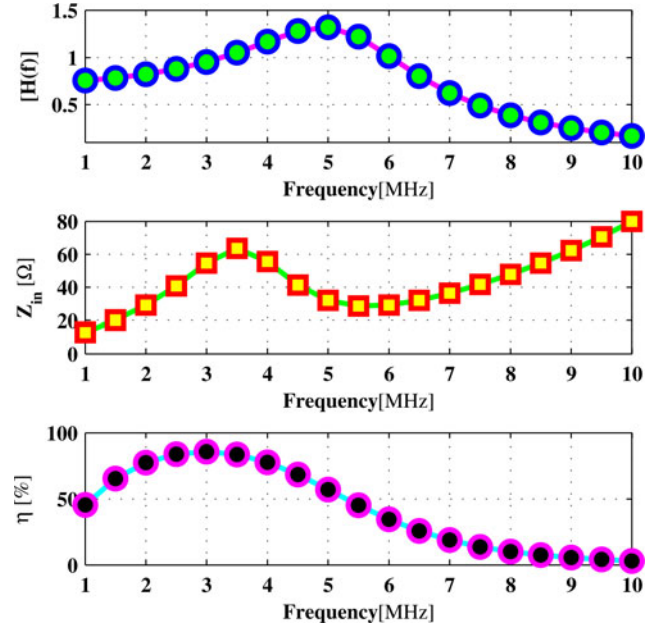 1.5
1
0.5
[H(f)]
1 2 3 4 5 6 7 8 9 10
Frequency[MHz]
80
60
40
20
0
Z_in [Ω]
1 2 3 4 5 6 7 8 9 10
Frequency[MHz]
100
50
0
η [%]
1 2 3 4 5 6 7 8 9 10
Frequency[MHz]